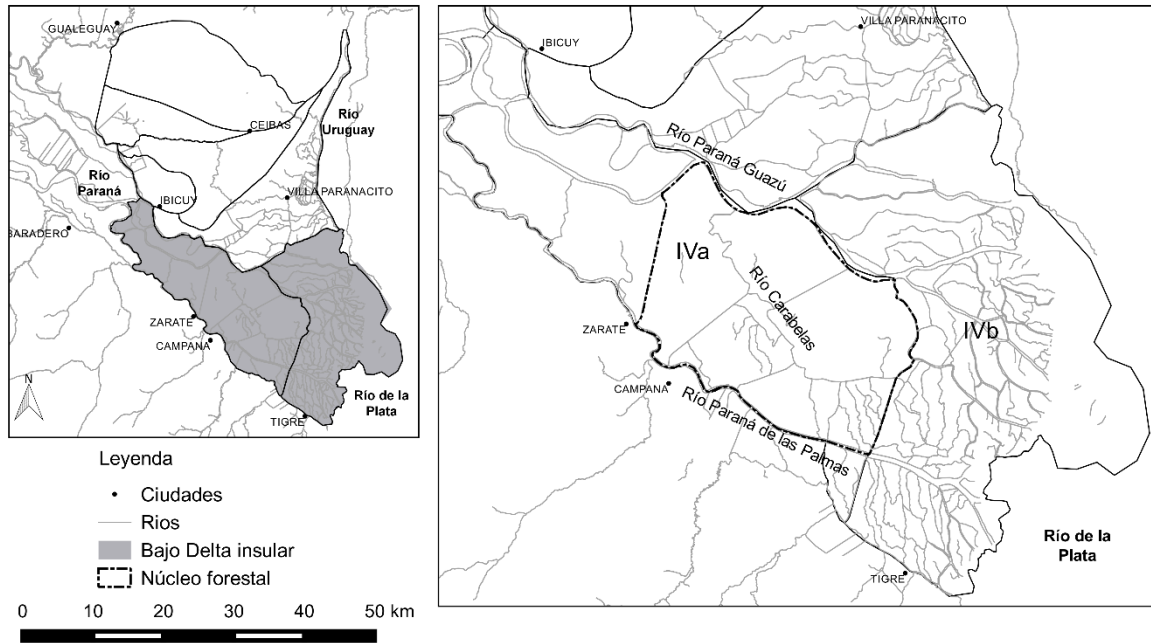 GUALEGUAY
CEIBAS
Río
Uruguay
Río
Paraná
IBICUY
VILLA PARANACITO
BARADERO
ZARATE
CAMPANA
N
Río de la
Plata
TIGRE
Leyenda
Ciudades
Rios
Bajo Delta insular
Núcleo forestal
0 10 20 30 40 50 km
VILLA PARANACITO
IBICUY
Río Paraná Guazú
IVa
Río Carabelas
IVb
ZARATE
CAMPANA
Río Paraná de las Palmas
Río de la
Plata
TIGRE